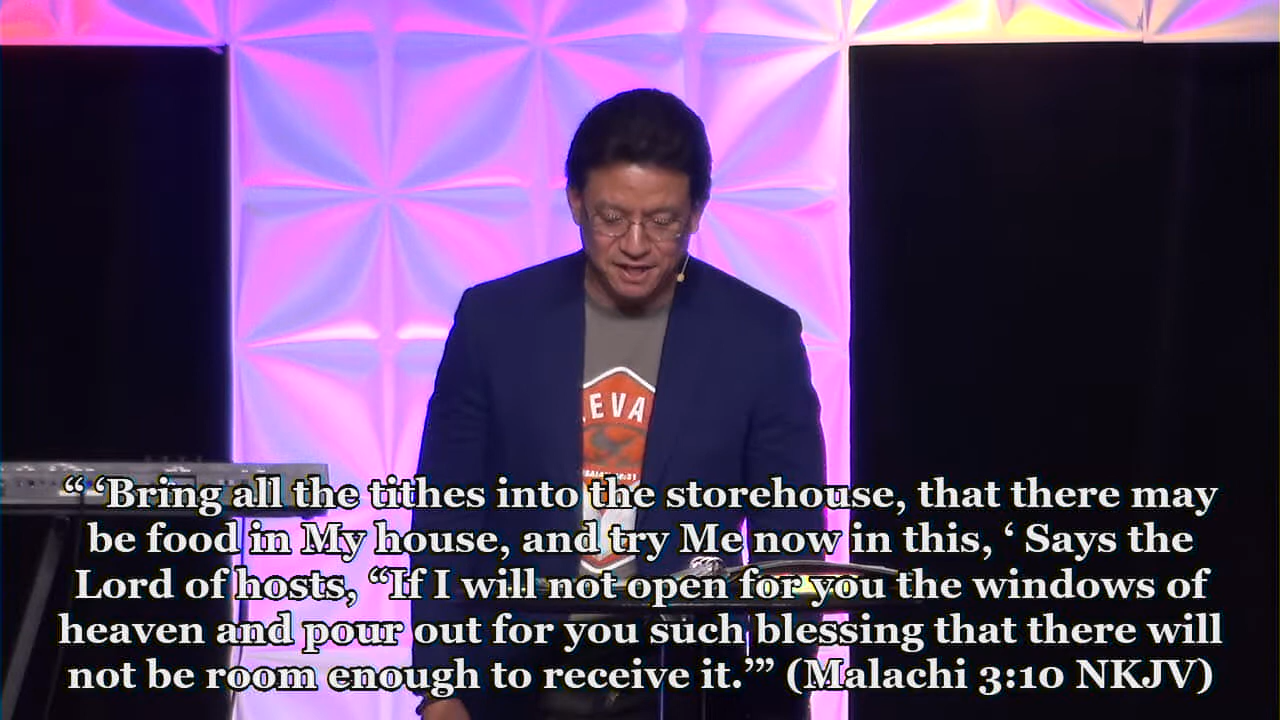 EVA
“ ‘Bring all the tithes into the storehouse, that there may
be food in My house, and try Me now in this, ‘ Says the
Lord of hosts, “If I will not open for you the windows of
heaven and pour out for you such blessing that there will
not be room enough to receive it.’” (Malachi 3:10 NKJV)